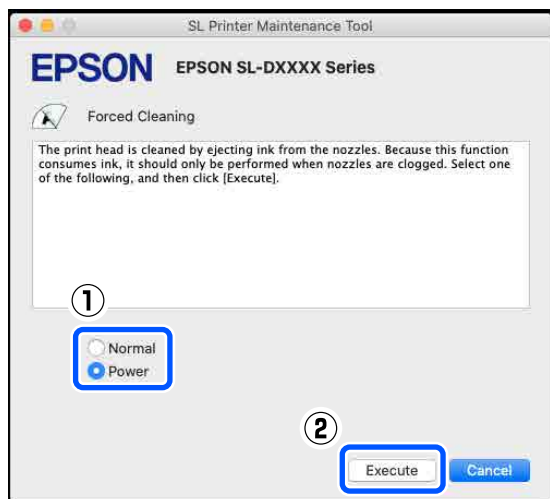 SL Printer Maintenance Tool
EPSON EPSON SL-DXXXX Series
Forced Cleaning
The print head is cleaned by ejecting ink from the nozzles. Because this function
consumes ink, it should only be performed when nozzles are clogged. Select one
of the following, and then click [Execute].
①
Normal
Power
②
Execute Cancel